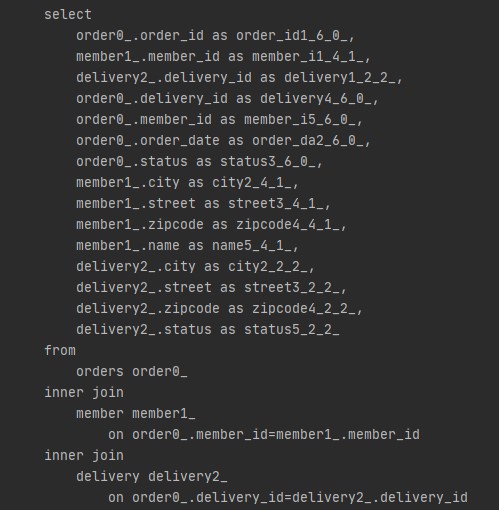 select
order0_.order_id as order_id1_6_0_,
member1_.member_id as member_i1_4_1_,
delivery2_.delivery_id as delivery1_2_2_,
order0_.delivery_id as delivery4_6_0_,
order0_.member_id as member_i5_6_0_,
order0_.order_date as order_da2_6_0_,
order0_.status as status3_6_0_,
member1_.city as city2_4_1_,
member1_.street as street3_4_1_,
member1_.zipcode as zipcode4_4_1_,
member1_.name as name5_4_1_,
delivery2_.city as city2_2_2_,
delivery2_.street as street3_2_2_,
delivery2_.zipcode as zipcode4_2_2_,
delivery2_.status as status5_2_2_
from
orders order0_
inner join
member member1_
on order0_.member_id=member1_.member_id
inner join
delivery delivery2_
on order0_.delivery_id=delivery2_.delivery_id